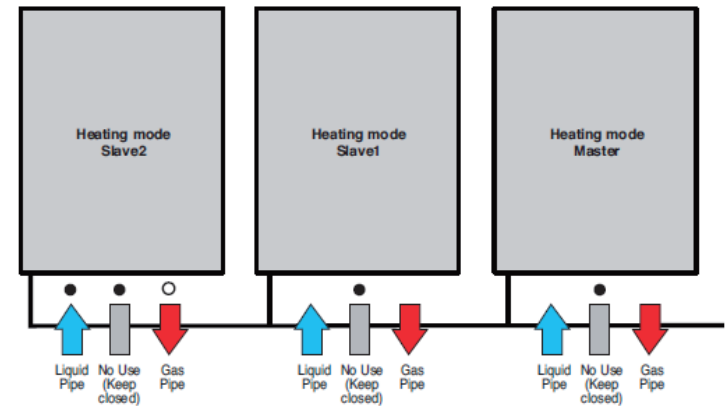 Heating mode
Slave2
Heating mode
Slave1
Heating mode
Master
Liquid
Pipe
No Use
(Keep
closed)
Gas
Pipe
Liquid
Pipe
No Use
(Keep
closed)
Gas
Pipe
Liquid
Pipe
No Use
(Keep
closed)
Gas
Pipe